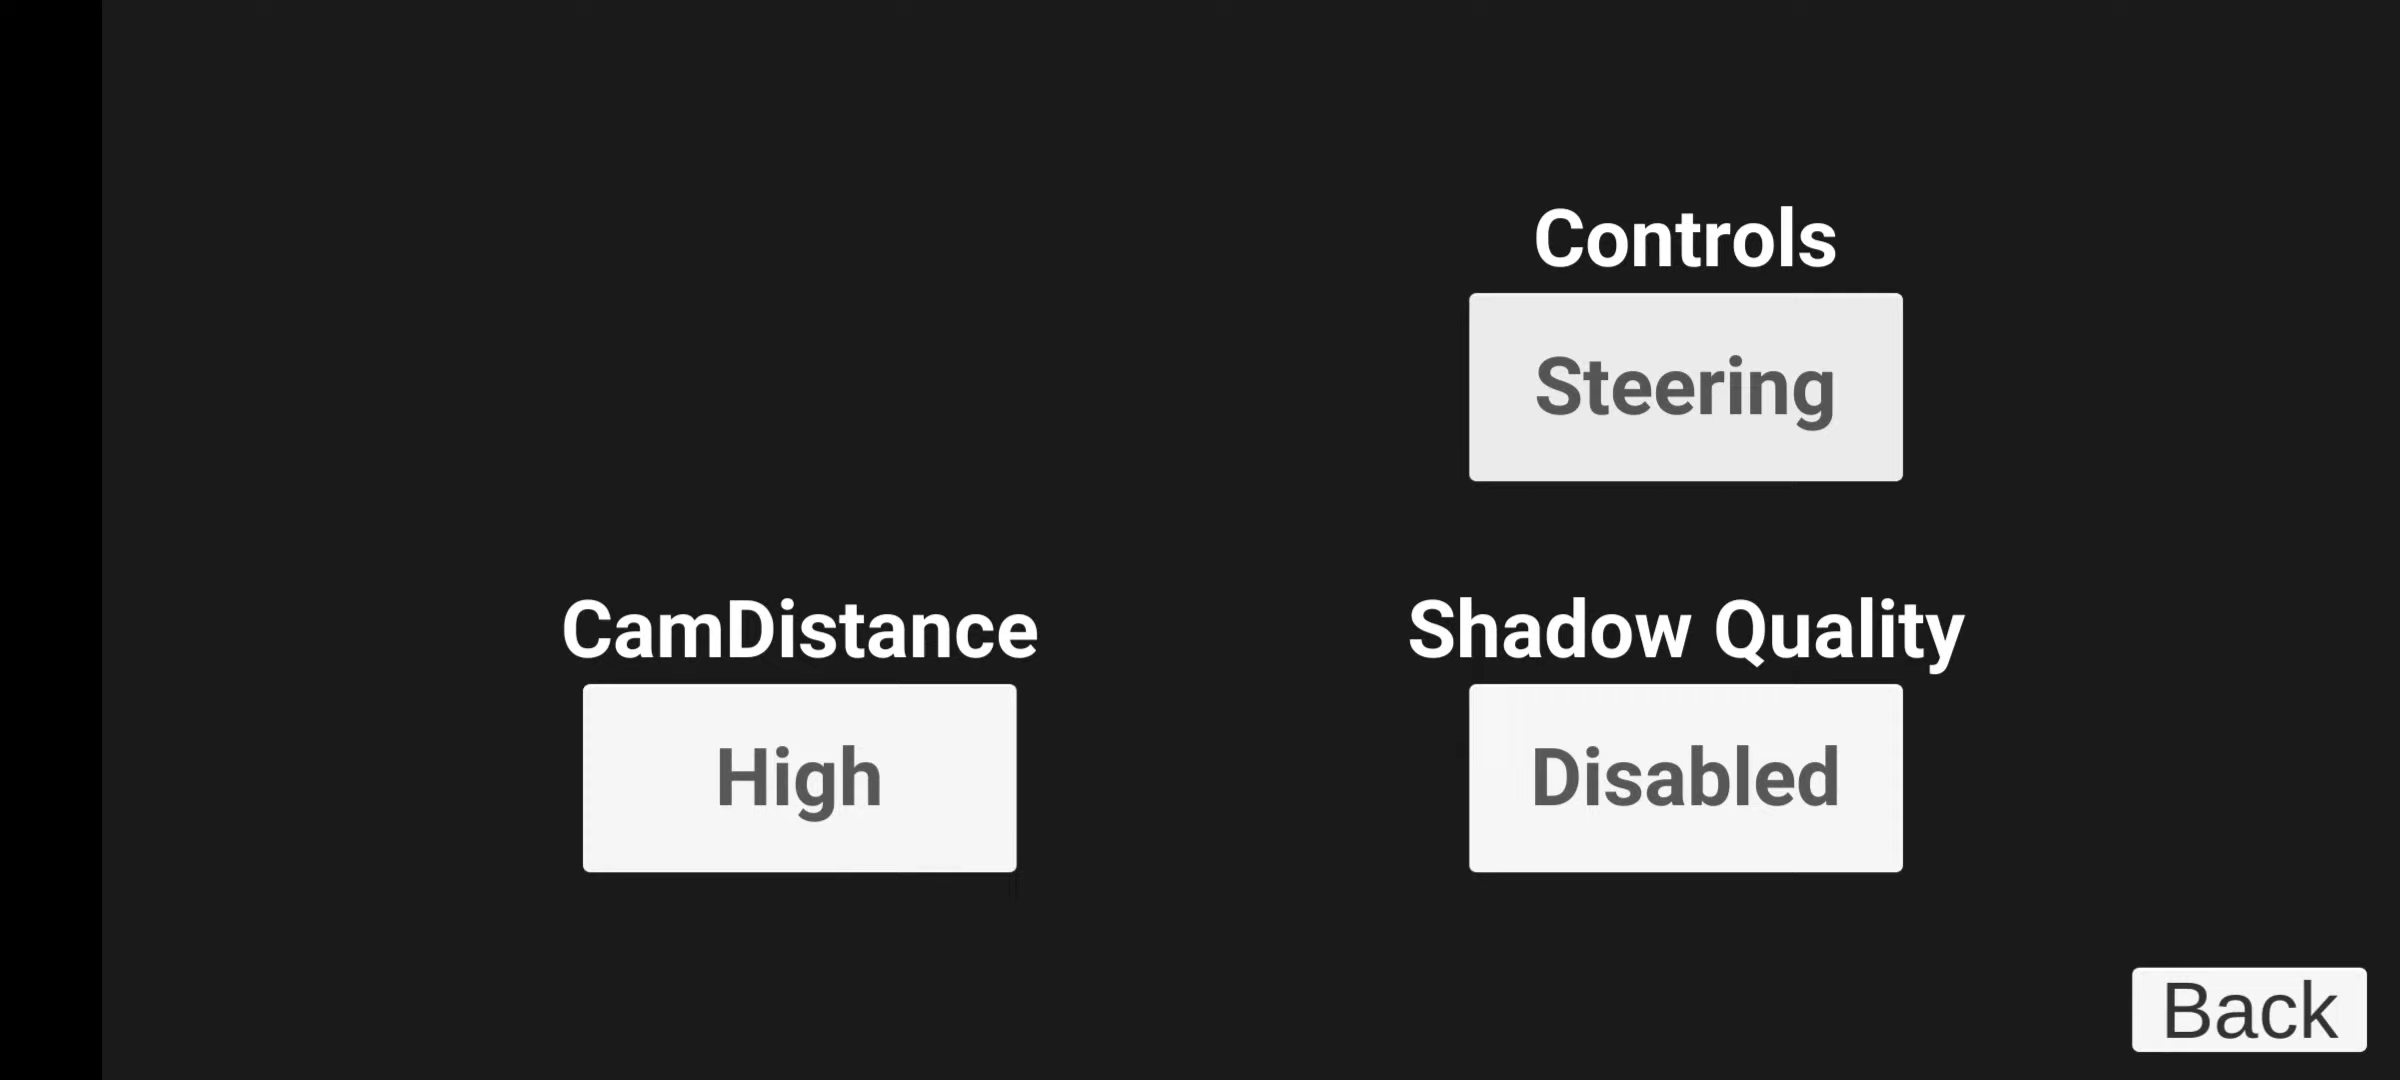 Controls
Steering
CamDistance
High
Shadow Quality
Disabled
Back